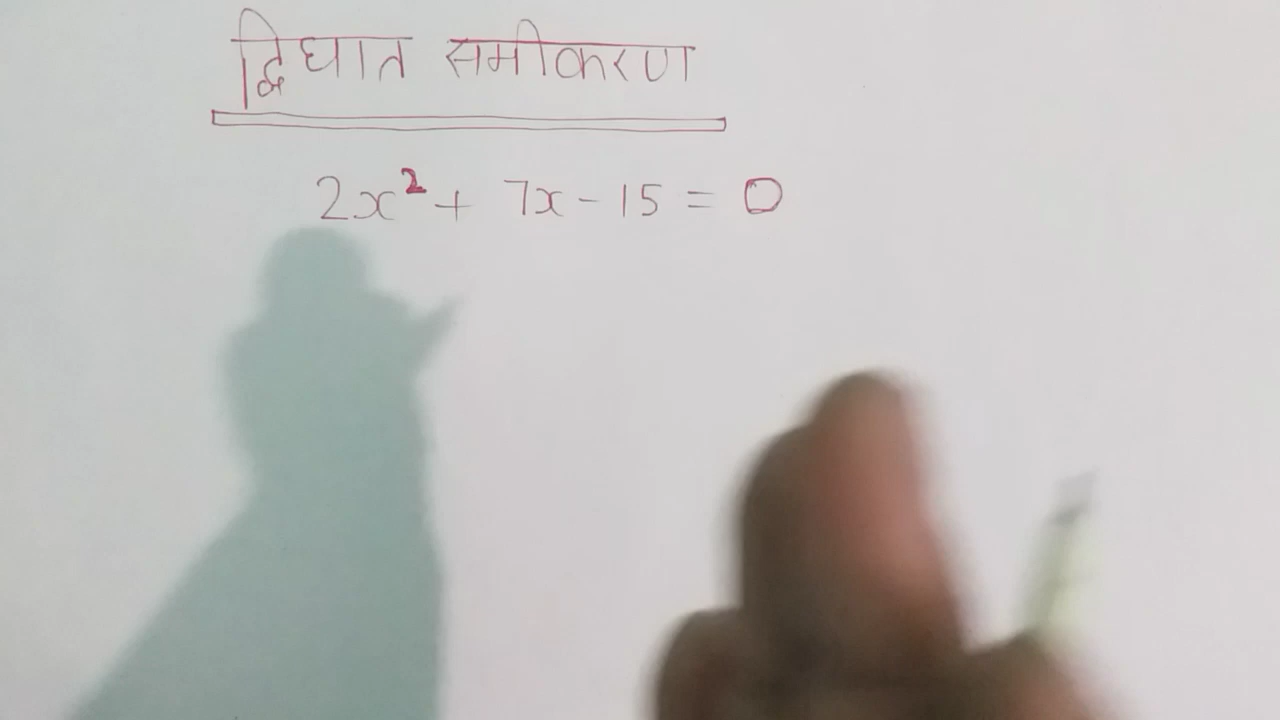 द्विघात समीकरण
2x² + 7x - 15 = 0